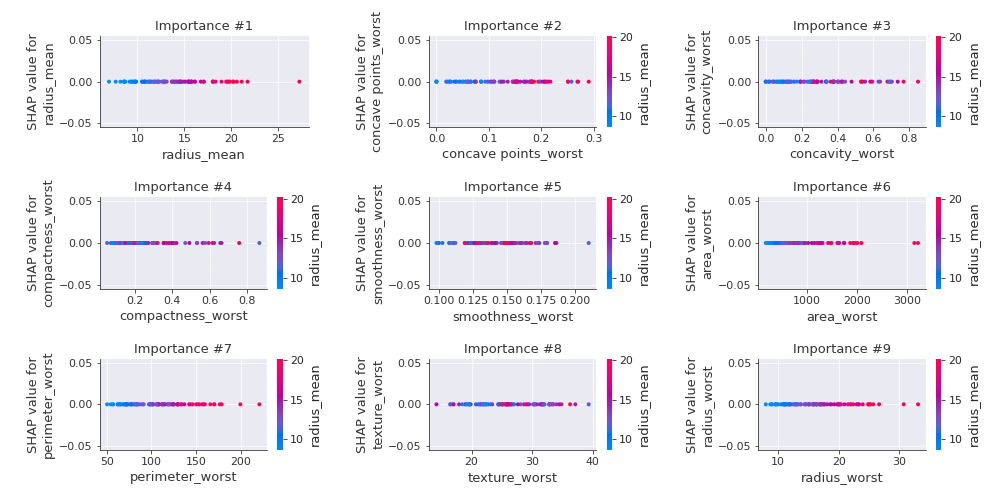 Importance #1
SHAP value for
radius_mean
0.05
0.00
−0.05
10 15 20 25
radius_mean
Importance #2
SHAP value for
concave points_worst
0.05
0.00
−0.05
0.0 0.1 0.2 0.3
concave points_worst
20
15
10
radius_mean
Importance #3
SHAP value for
concavity_worst
0.05
0.00
−0.05
0.0 0.2 0.4 0.6 0.8
concavity_worst
20
15
10
radius_mean
Importance #4
SHAP value for
compactness_worst
0.05
0.00
−0.05
0.2 0.4 0.6 0.8
compactness_worst
20
15
10
radius_mean
Importance #5
SHAP value for
smoothness_worst
0.05
0.00
−0.05
0.100 0.125 0.150 0.175 0.200
smoothness_worst
20
15
10
radius_mean
Importance #6
SHAP value for
area_worst
0.05
0.00
−0.05
1000 2000 3000
area_worst
20
15
10
radius_mean
Importance #7
SHAP value for
perimeter_worst
0.05
0.00
−0.05
50 100 150 200
perimeter_worst
20
15
10
radius_mean
Importance #8
SHAP value for
texture_worst
0.05
0.00
−0.05
20 30 40
texture_worst
20
15
10
radius_mean
Importance #9
SHAP value for
radius_worst
0.05
0.00
−0.05
10 20 30
radius_worst
20
15
10
radius_mean